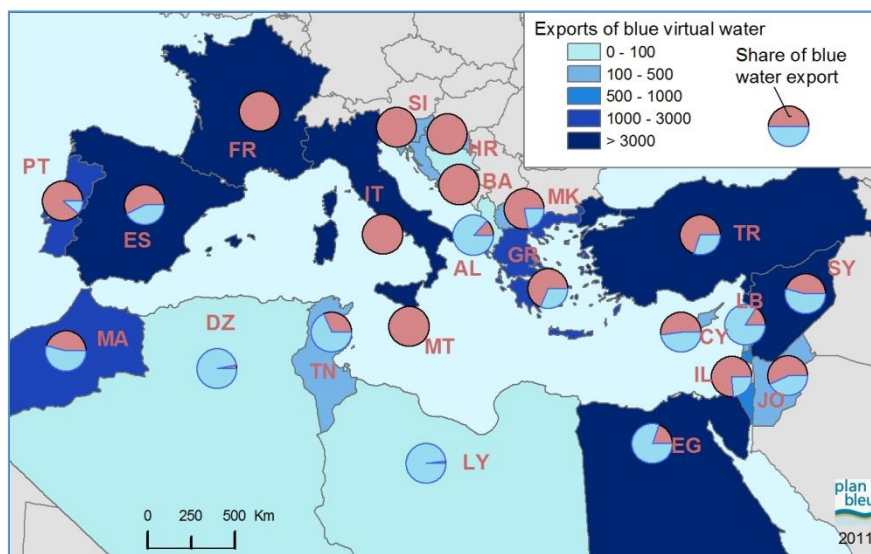 Exports of blue virtual water
0 - 100
100 - 500
500 - 1000
1000 - 3000
> 3000
Share of blue
water export
SI
HR
FR
BA
PT
IT
MK
ES
TR
AL
GR
SY
LB
DZ
MA
CY
TN
MT
IL
JO
EG
LY
0 250 500 Km
plan
bleu
2011